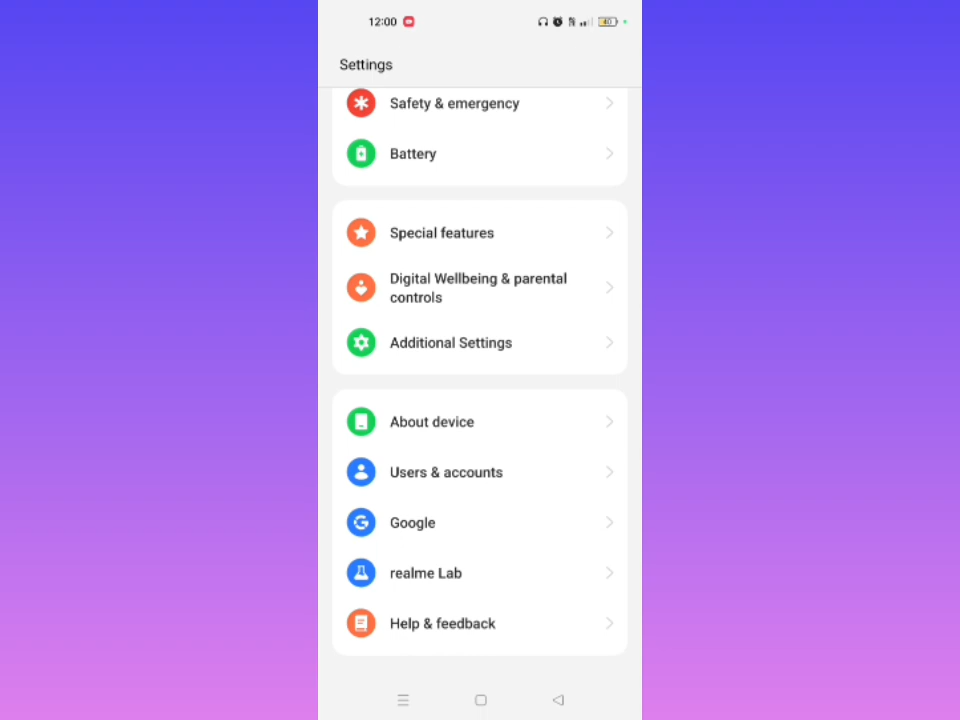 12:00 40
Settings
Safety & emergency
Battery
Special features
Digital Wellbeing & parental
controls
Additional Settings
About device
Users & accounts
Google
realme Lab
Help & feedback